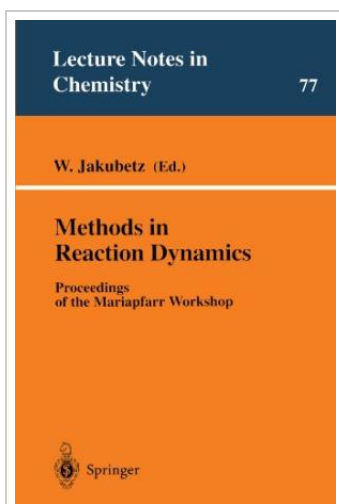 Lecture Notes in
Chemistry 77
W. Jakubetz (Ed.)
Methods in
Reaction Dynamics
Proceedings
of the Mariapfarr Workshop
Springer